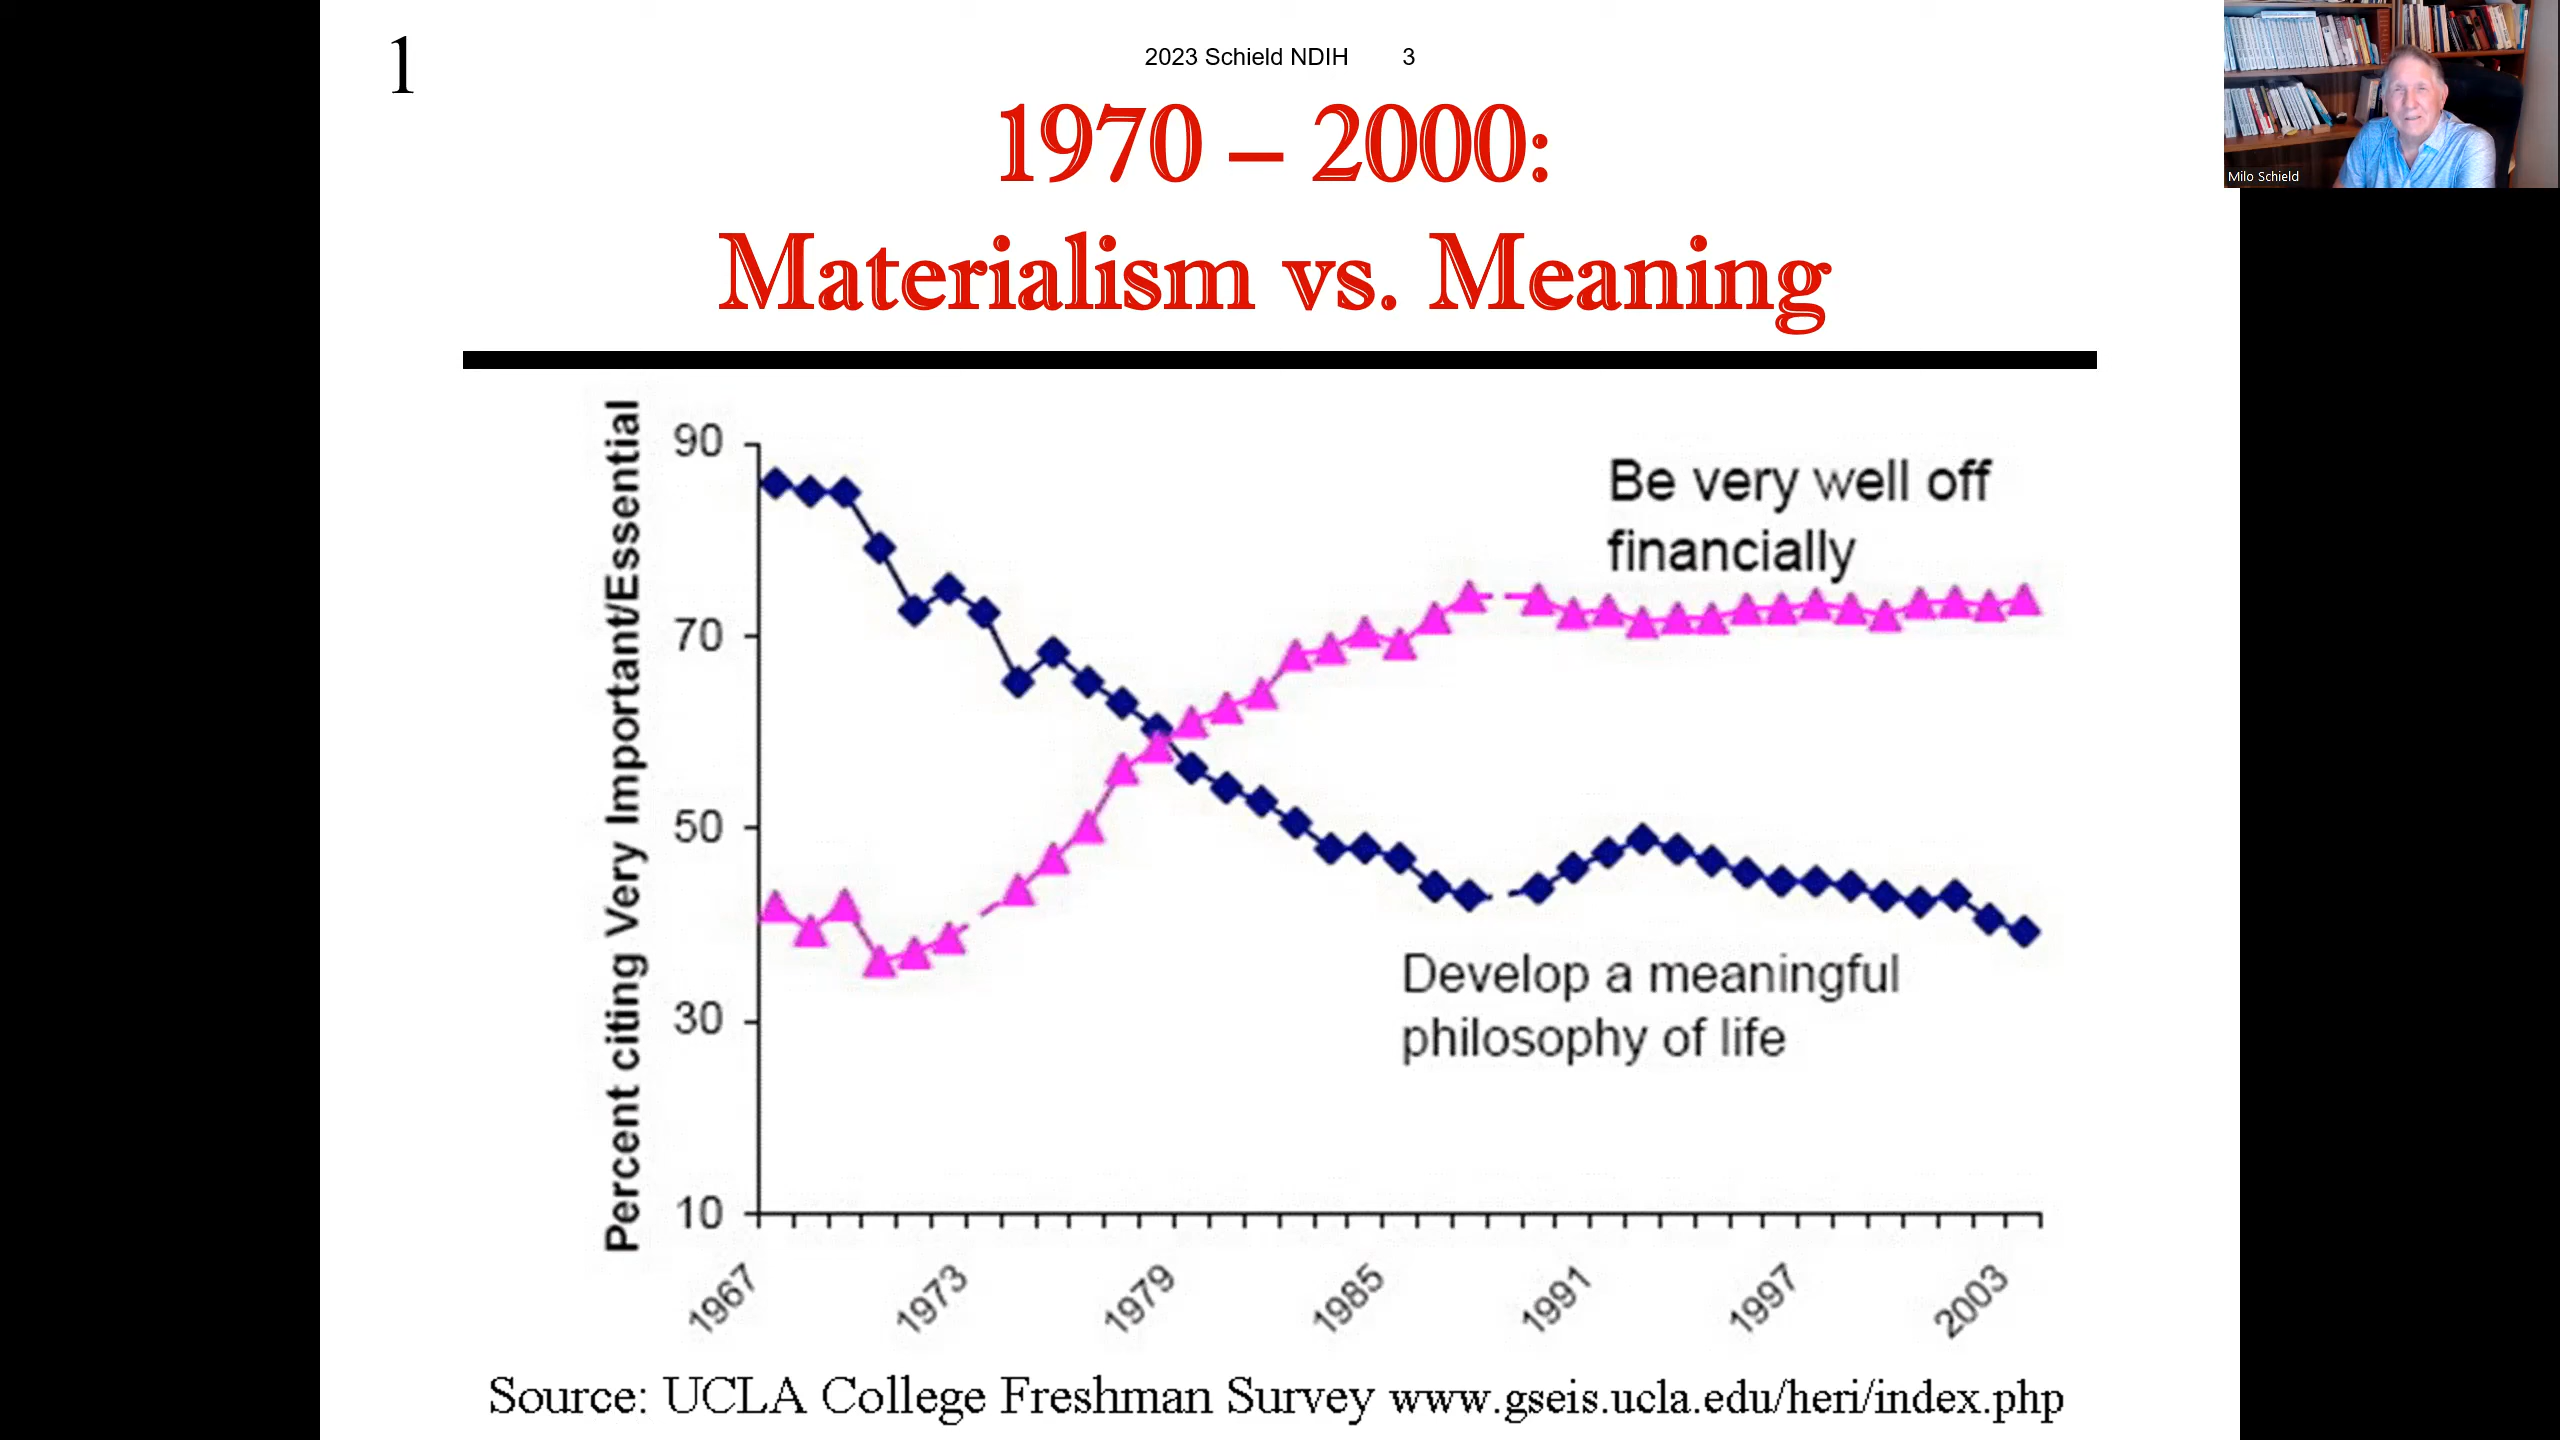 1
2023 Schield NDIH 3
1970 – 2000:
Materialism vs. Meaning
Milo Schield
Percent citing Very Important/Essential
90
70
50
30
10
Be very well off
financially
Develop a meaningful
philosophy of life
1967
1973
1979
1985
1991
1997
2003
Source: UCLA College Freshman Survey www.gseis.ucla.edu/heri/index.php